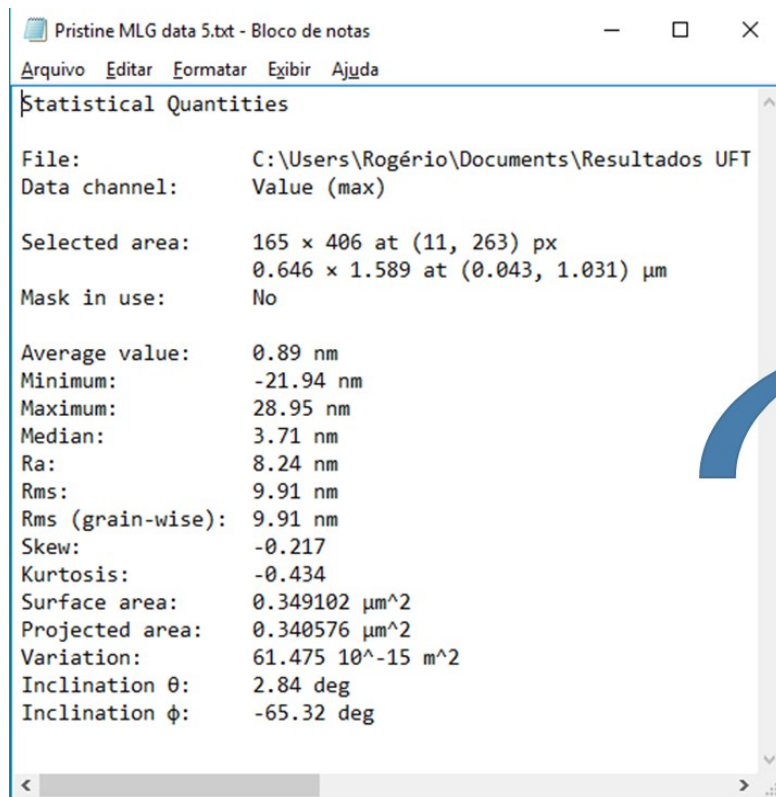 Pristine MLG data 5.txt - Bloco de notas
Arquivo Editar Formatar Exibir Ajuda
Statistical Quantities
File: C:\Users\Rogério\Documents\Resultados UFT
Data channel: Value (max)
Selected area: 165 × 406 at (11, 263) px
0.646 × 1.589 at (0.043, 1.031) µm
Mask in use: No
Average value: 0.89 nm
Minimum: -21.94 nm
Maximum: 28.95 nm
Median: 3.71 nm
Ra: 8.24 nm
Rms: 9.91 nm
Rms (grain-wise): 9.91 nm
Skew: -0.217
Kurtosis: -0.434
Surface area: 0.349102 µm^2
Projected area: 0.340576 µm^2
Variation: 61.475 10^-15 m^2
Inclination θ: 2.84 deg
Inclination ϕ: -65.32 deg